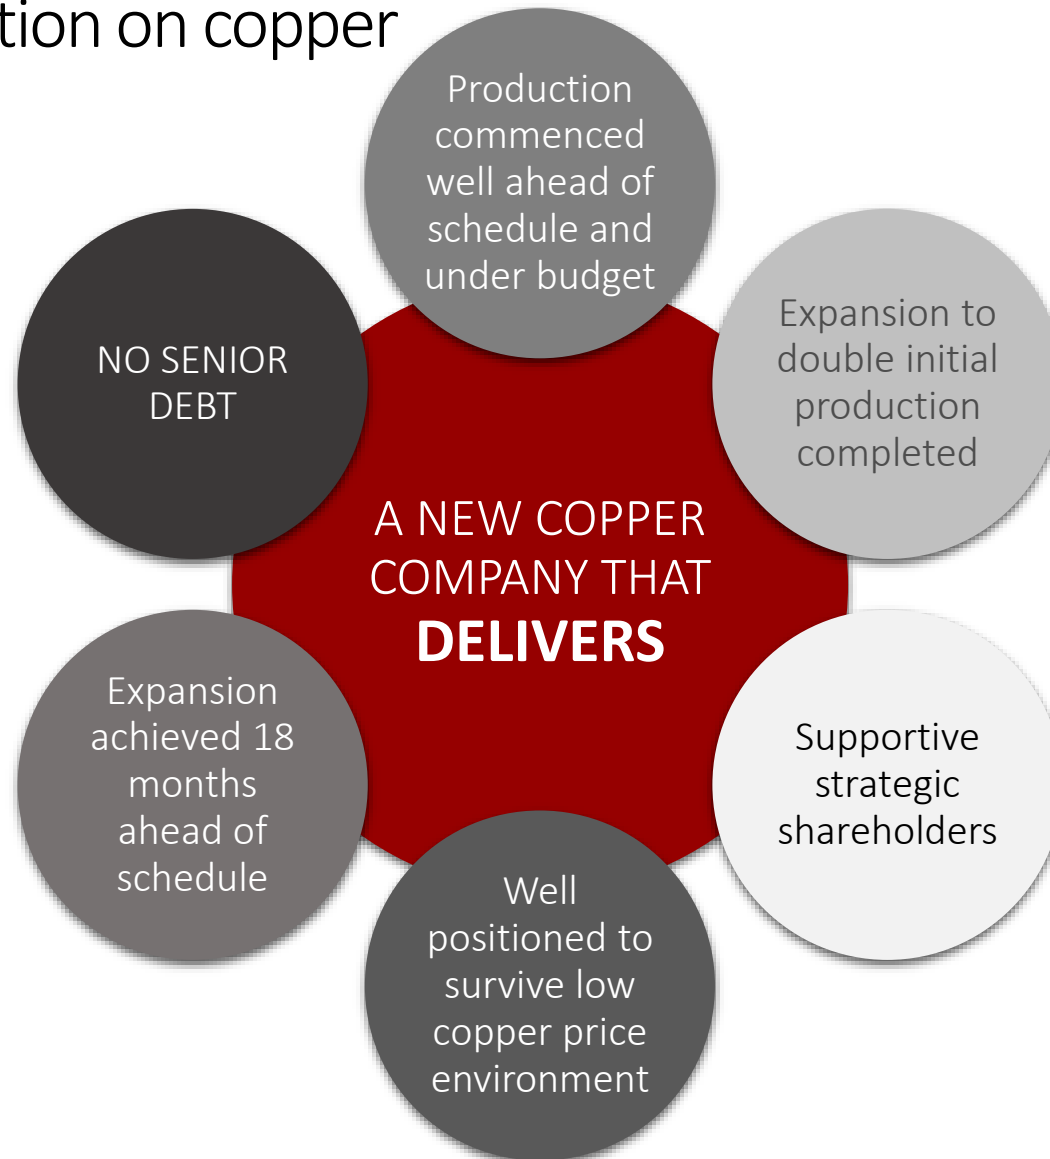 tion on copper
Production
commenced
well ahead of
schedule and
under budget
Expansion to
double initial
production
completed
NO SENIOR
DEBT
A NEW COPPER
COMPANY THAT
DELIVERS
Expansion
achieved 18
months
ahead of
schedule
Supportive
strategic
shareholders
Well
positioned to
survive low
copper price
environment